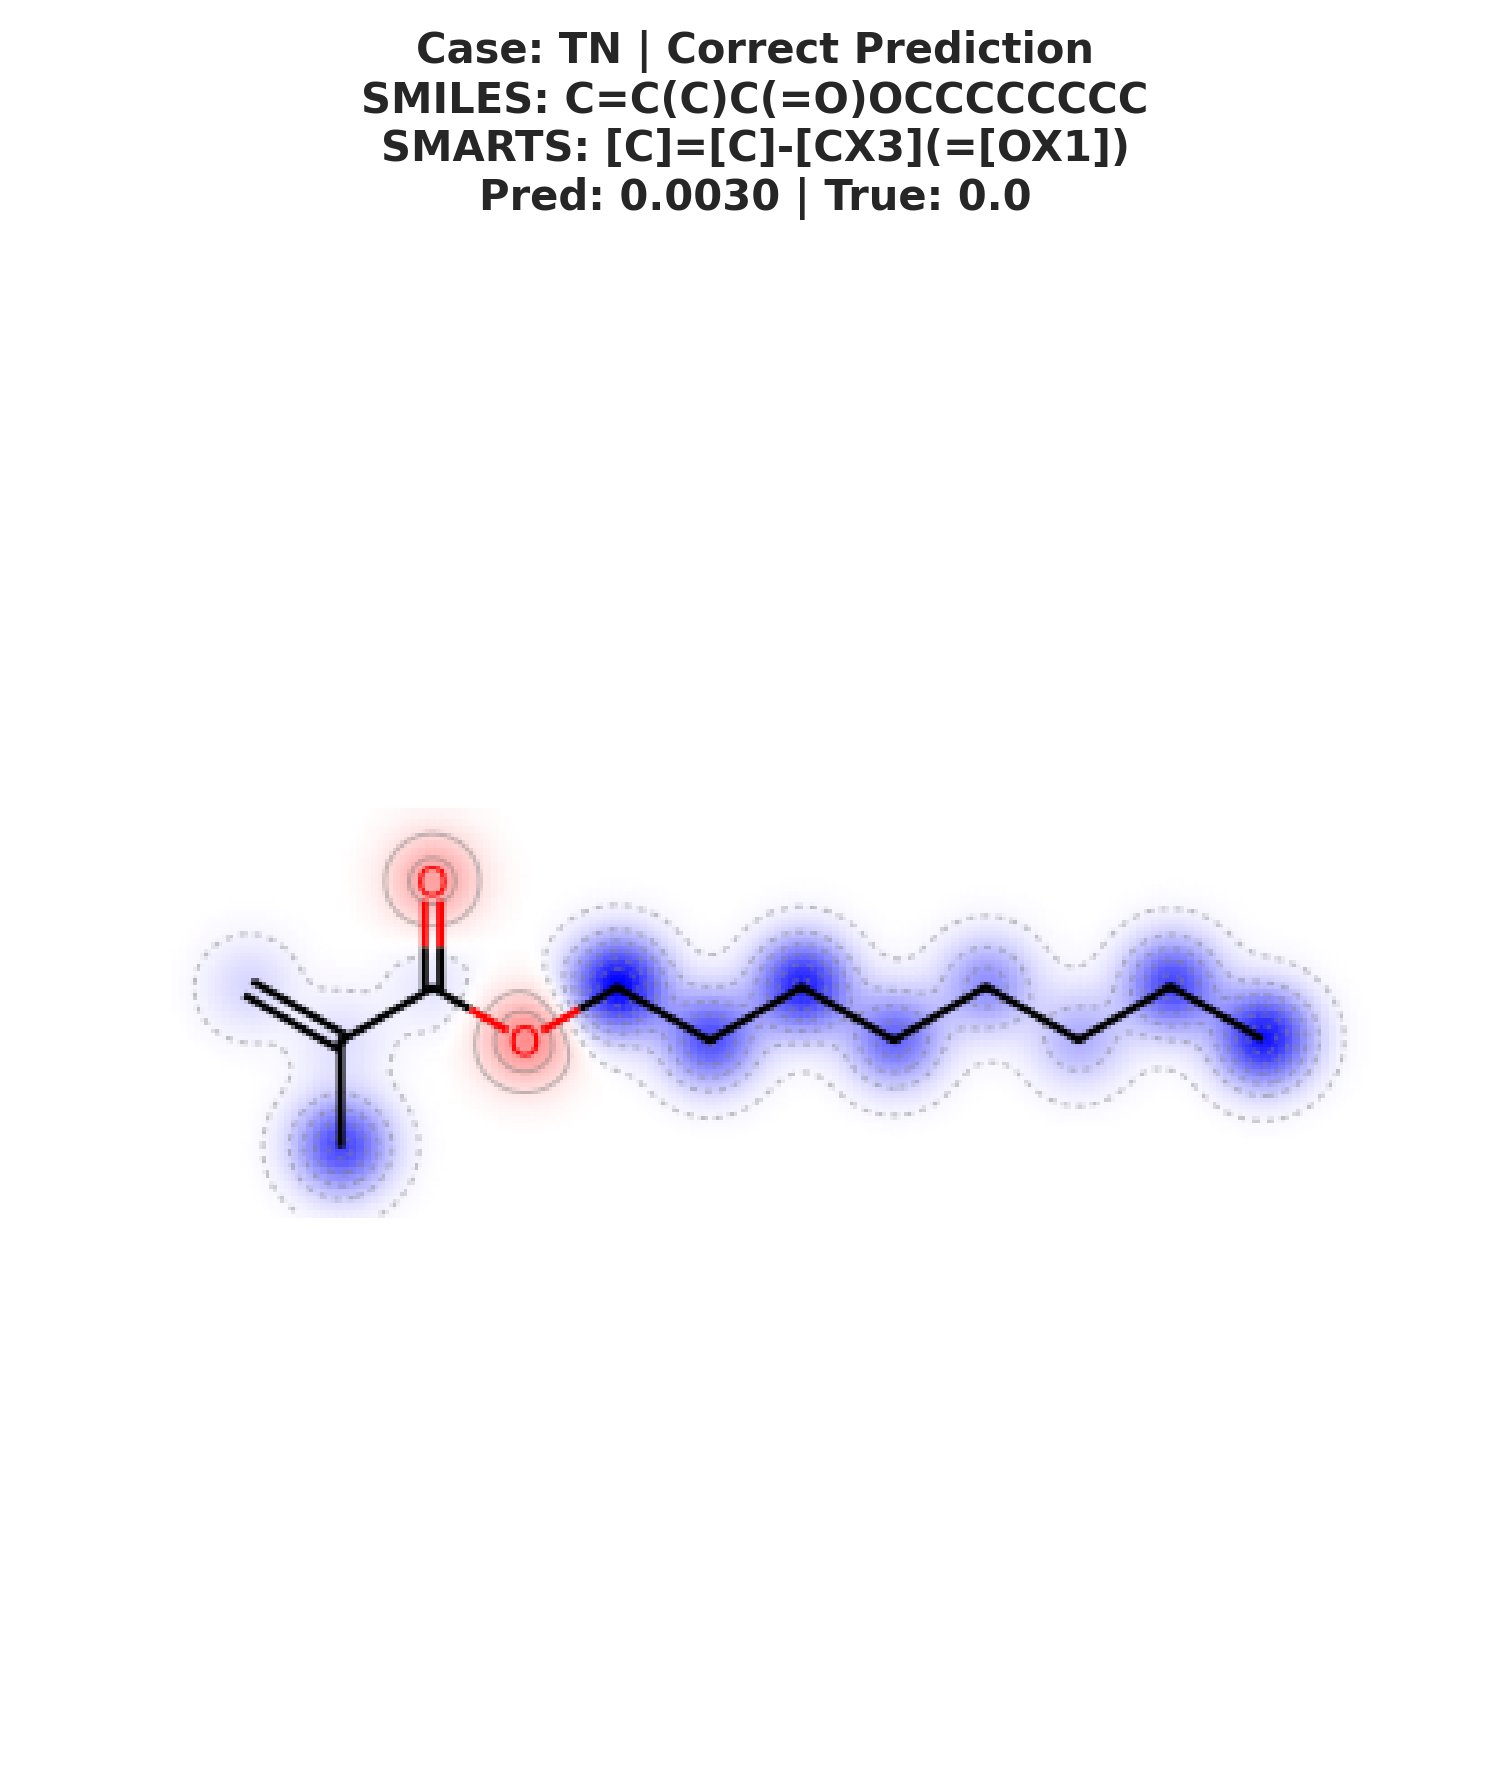 Case: TN | Correct Prediction
SMILES: C=C(C)C(=O)OCCCCCCCC
SMARTS: [C]=[C]-[CX3](=[OX1])
Pred: 0.0030 | True: 0.0
O
O